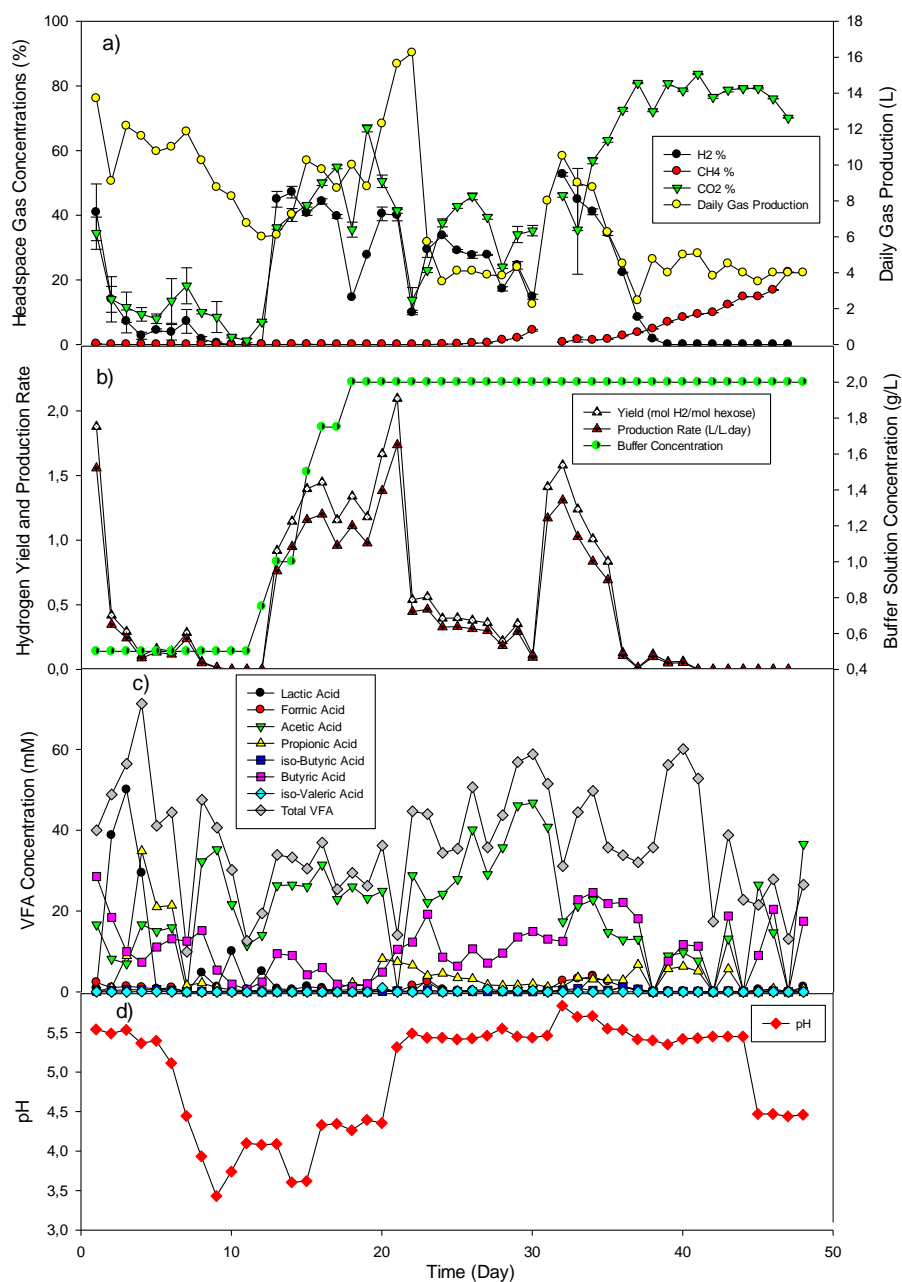 a)
Headspace Gas Concentrations (%)
100
80
60
40
20
0
18
16
14
12
10
8
6
4
2
0
Daily Gas Production (L)
H2 %
CH4 %
CO2 %
Daily Gas Production
b)
Hydrogen Yield and Production Rate
2,0
1,5
1,0
0,5
0,0
2,0
1,8
1,6
1,4
1,2
1,0
0,8
0,6
0,4
Buffer Solution Concentration (g/L)
Yield (mol H2/mol hexose)
Production Rate (L/L.day)
Buffer Concentration
c)
VFA Concentration (mM)
60
40
20
0
Lactic Acid
Formic Acid
Acetic Acid
Propionic Acid
iso-Butyric Acid
Butyric Acid
iso-Valeric Acid
Total VFA
d)
pH
5,5
5,0
4,5
4,0
3,5
3,0
pH
0 10 20 30 40 50
Time (Day)